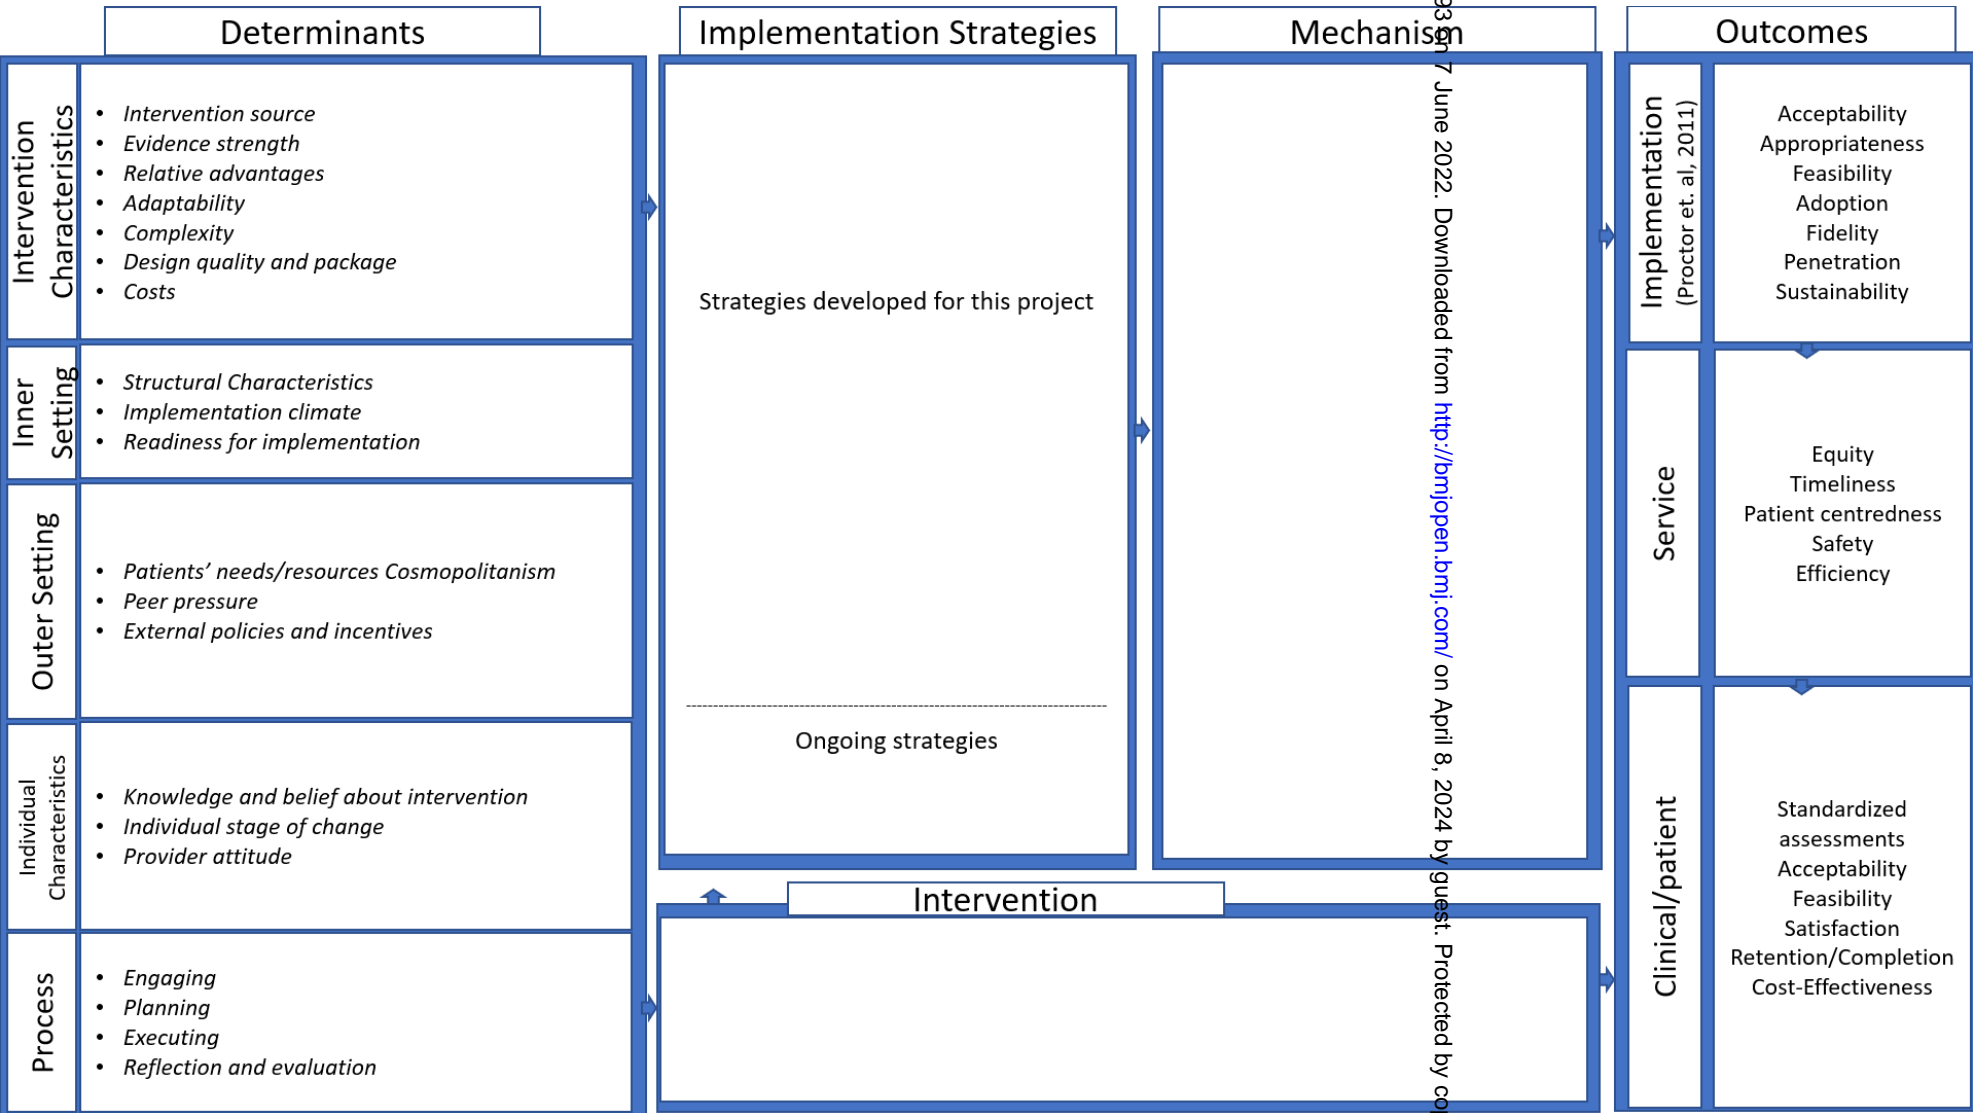 Determinants
Implementation Strategies
Mechanism
Outcomes
Intervention
Characteristics
• Intervention source
• Evidence strength
• Relative advantages
• Adaptability
• Complexity
• Design quality and package
• Costs
Inner
Setting
• Structural Characteristics
• Implementation climate
• Readiness for implementation
Outer Setting
• Patients’ needs/resources Cosmopolitanism
• Peer pressure
• External policies and incentives
Individual
Characteristics
• Knowledge and belief about intervention
• Individual stage of change
• Provider attitude
Process
• Engaging
• Planning
• Executing
• Reflection and evaluation
Strategies developed for this project
Ongoing strategies
Intervention
Implementation
(Proctor et. al, 2011)
Acceptability
Appropriateness
Feasibility
Adoption
Fidelity
Penetration
Sustainability
Service
Equity
Timeliness
Patient centredness
Safety
Efficiency
Clinical/patient
Standardized
assessments
Acceptability
Feasibility
Satisfaction
Retention/Completion
Cost-Effectiveness
on 7 June 2022. Downloaded from http://bmjopen.bmj.com/ on April 8, 2024 by guest. Protected by